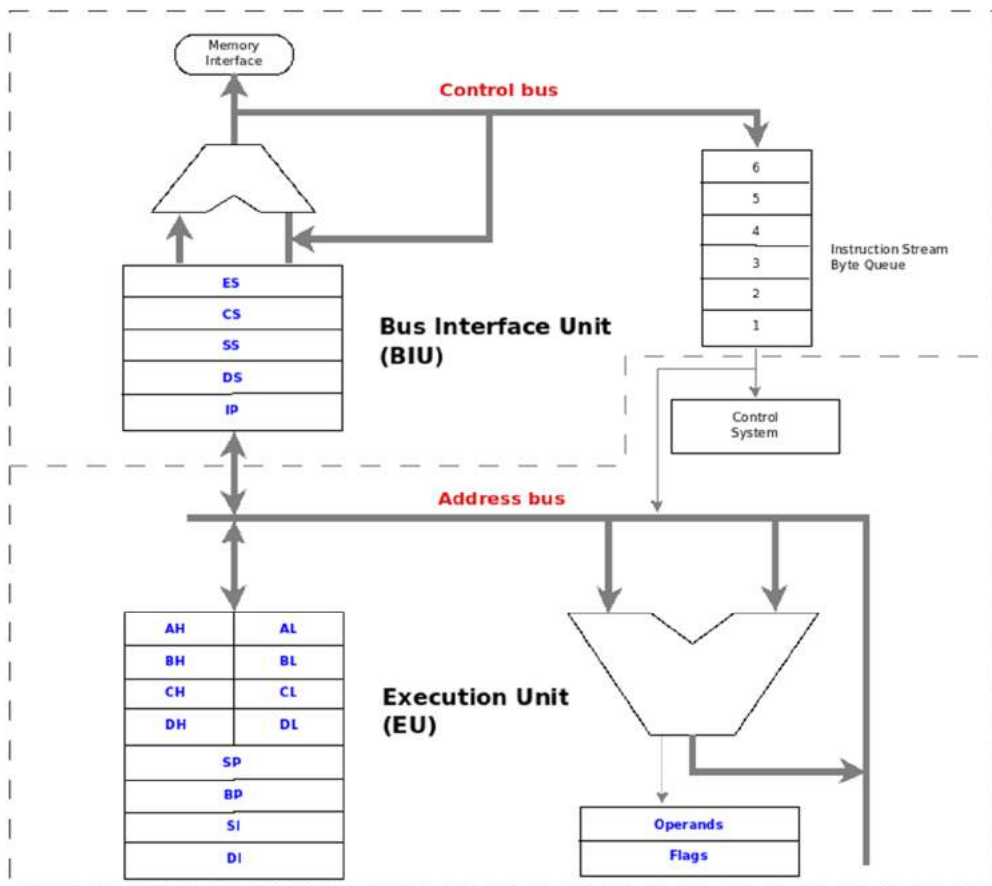 Memory
Interface
Control bus
6
5
4
3
2
1
Instruction Stream
Byte Queue
ES
CS
SS
DS
IP
Bus Interface Unit
(BIU)
Control
System
Address bus
AH AL
BH BL
CH CL
DH DL
SP
BP
SI
DI
Execution Unit
(EU)
Operands
Flags